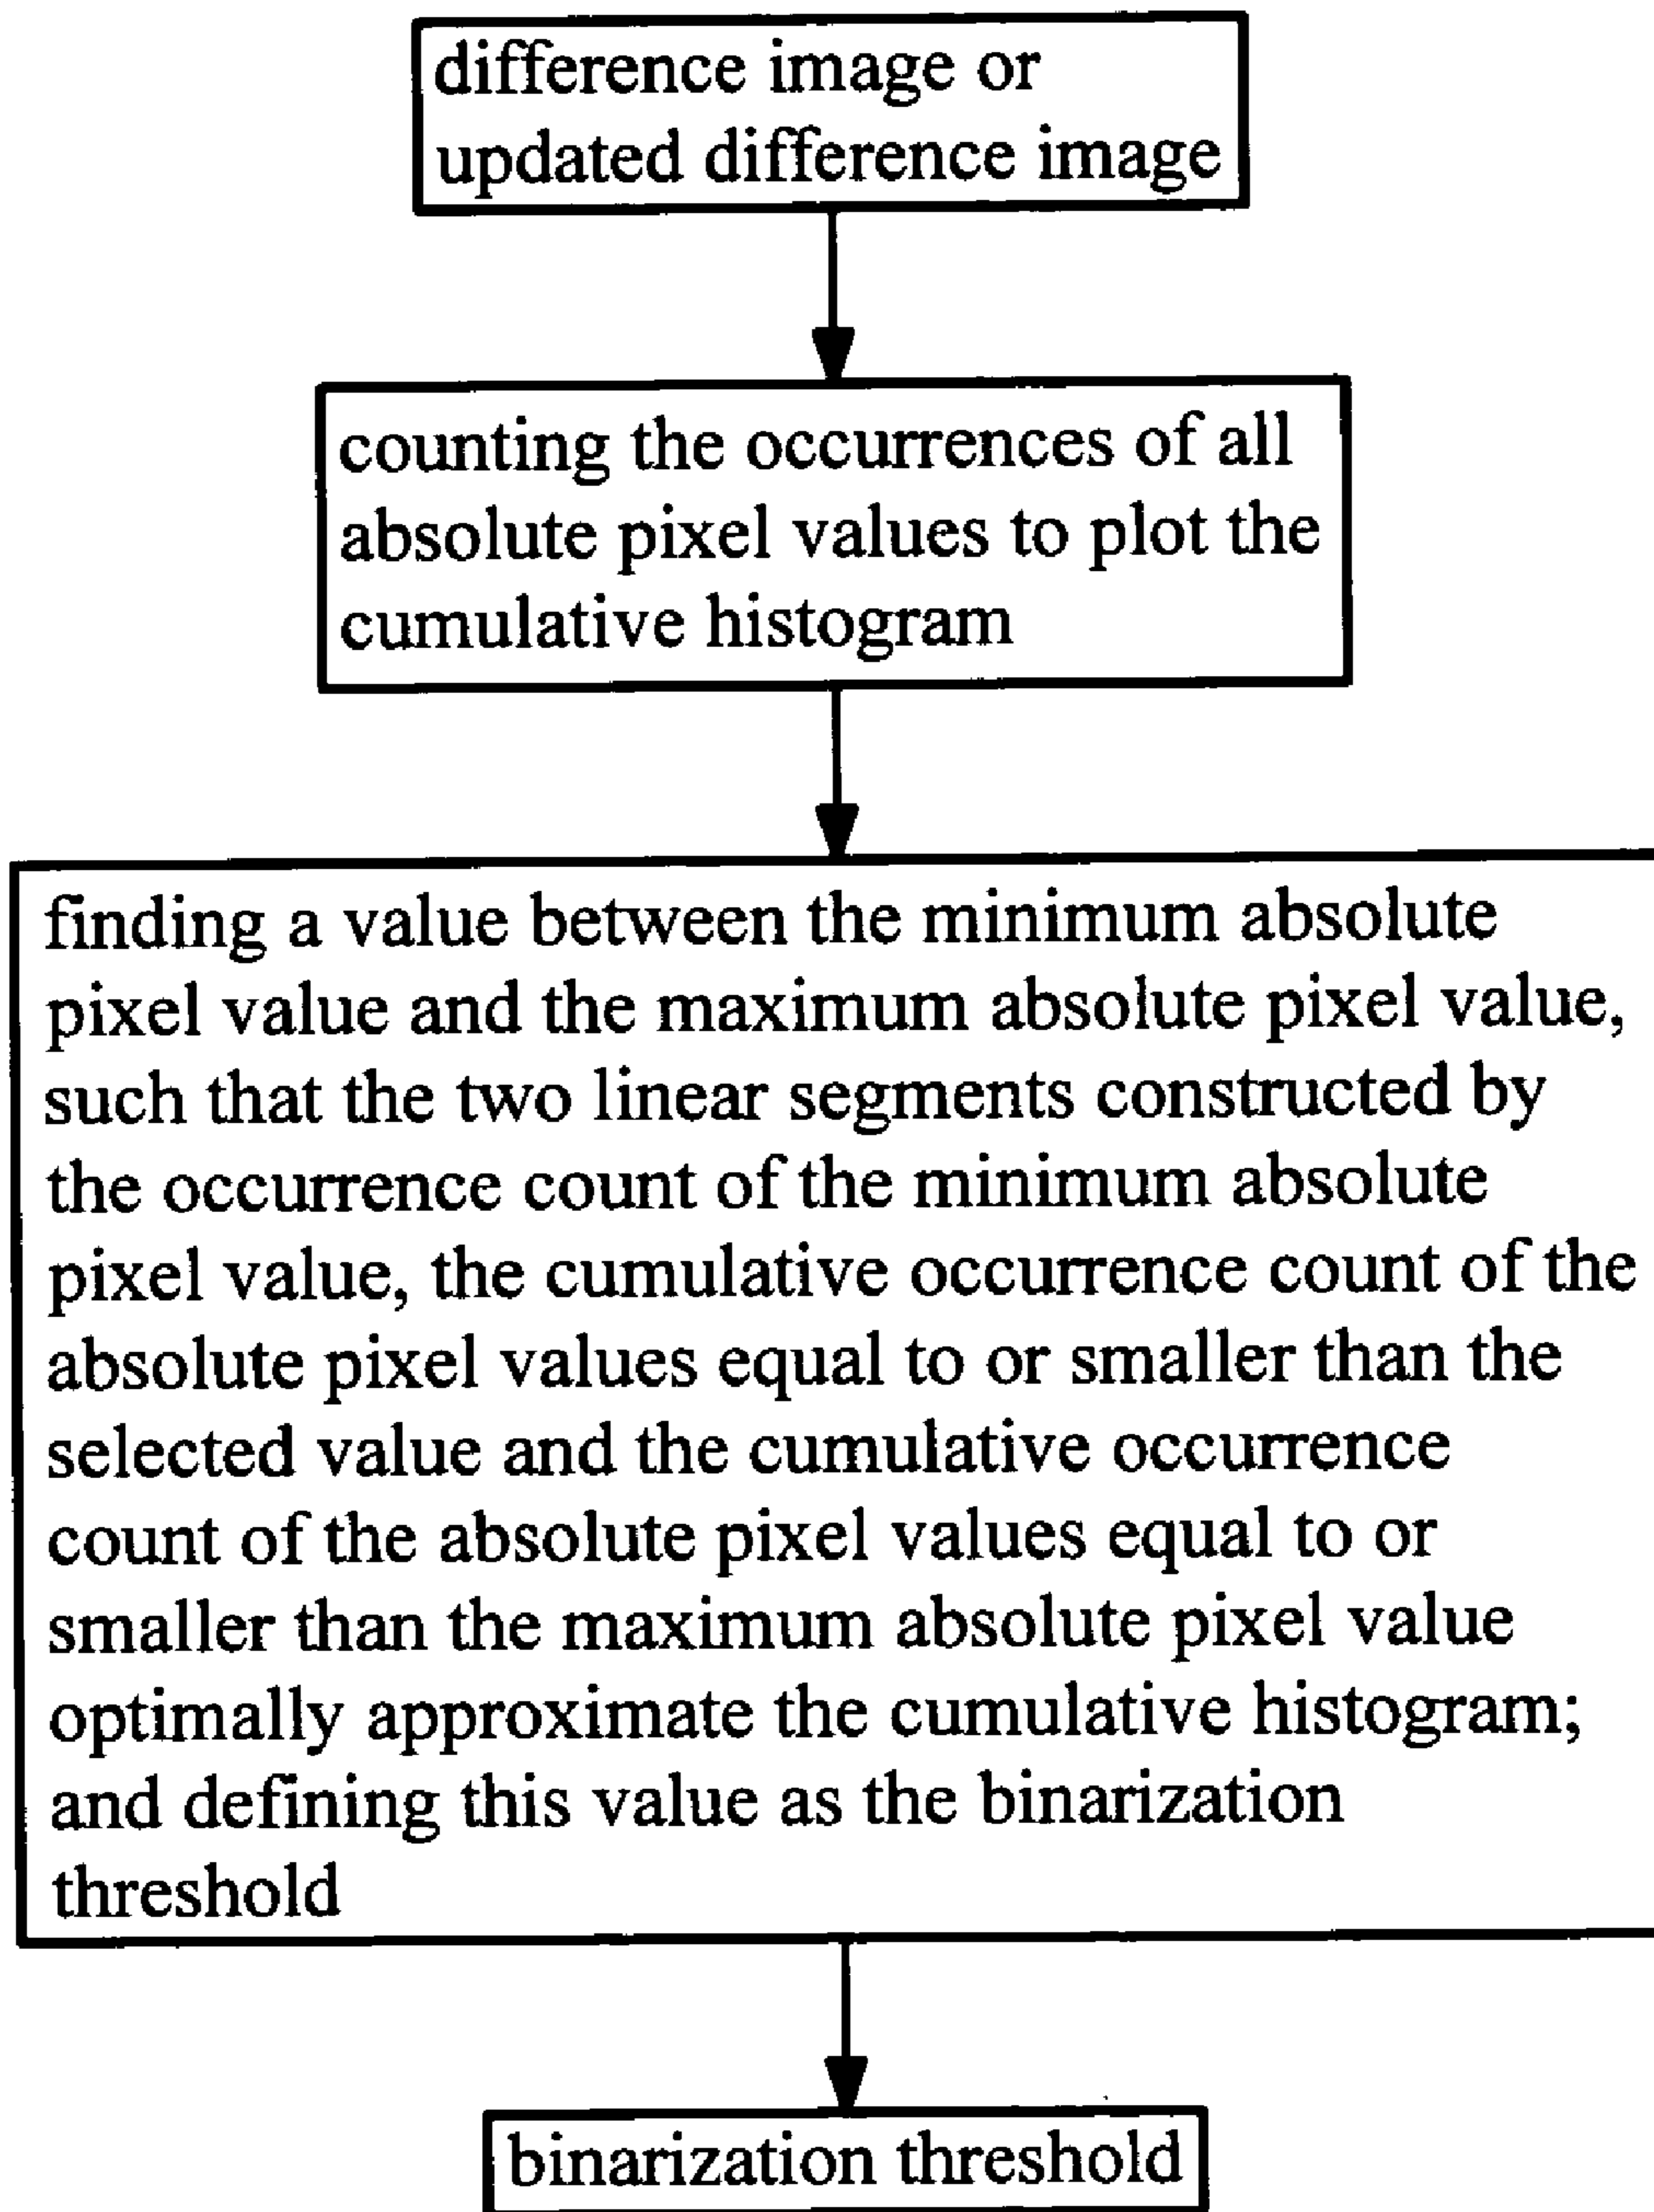 difference image or
updated difference image
counting the occurrences of all
absolute pixel values to plot the
cumulative histogram
finding a value between the minimum absolute
pixel value and the maximum absolute pixel value,
such that the two linear segments constructed by
the occurrence count of the minimum absolute
pixel value, the cumulative occurrence count of the
absolute pixel values equal to or smaller than the
selected value and the cumulative occurrence
count of the absolute pixel values equal to or
smaller than the maximum absolute pixel value
optimally approximate the cumulative histogram;
and defining this value as the binarization
threshold
binarization threshold